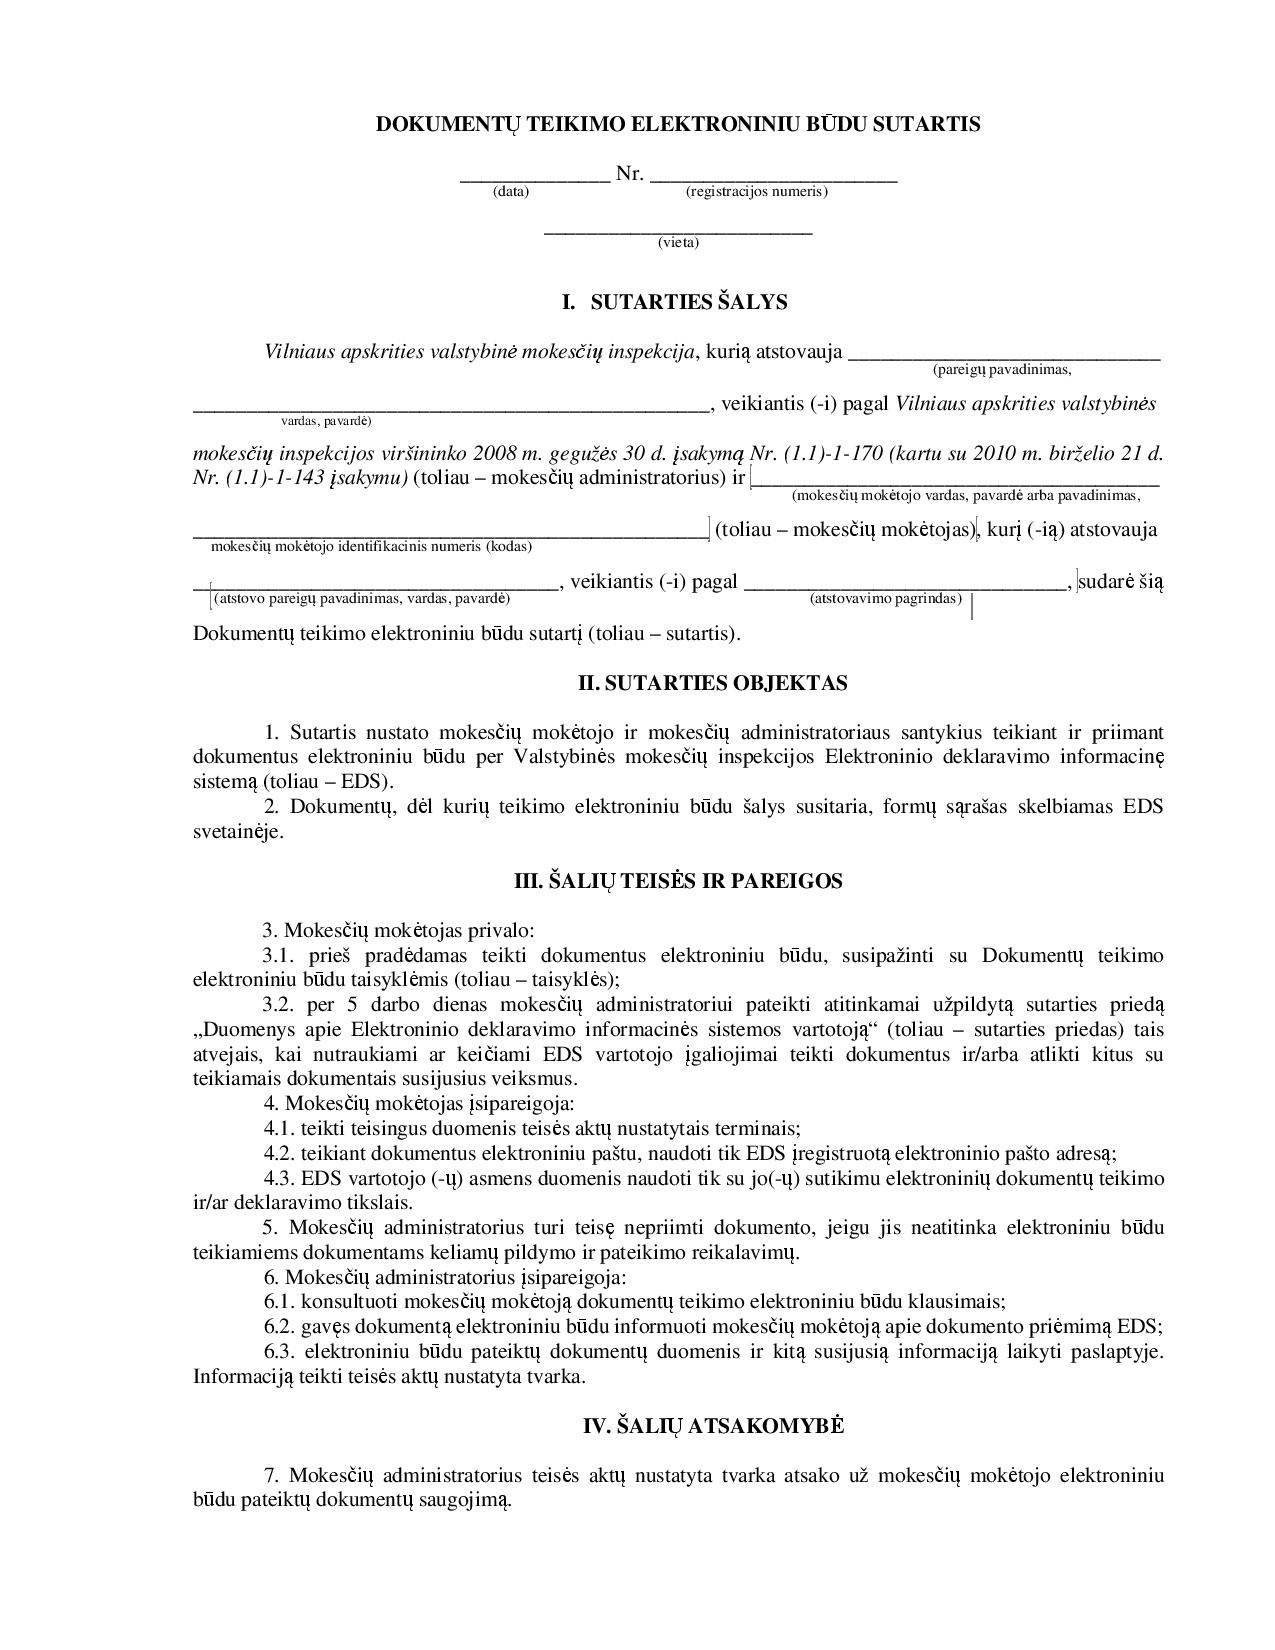 DOKUMENTŲ TEIKIMO ELEKTRONINIU BŪDU SUTARTIS
______________ Nr. _______________________
(data) (registracijos numeris)
_________________________
(vieta)
I. SUTARTIES ŠALYS
Vilniaus apskrities valstybinė mokesčių inspekcija, kurią atstovauja _____________________________
(pareigų pavadinimas,
________________________________________________, veikiantis (-i) pagal Vilniaus apskrities valstybinės
vardas, pavardė)
mokesčių inspekcijos viršininko 2008 m. gegužės 30 d. įsakymą Nr. (1.1)-1-170 (kartu su 2010 m. birželio 21 d.
Nr. (1.1)-1-143 įsakymu) (toliau – mokesčių administratorius) ir ______________________________________
(mokesčių mokėtojo vardas, pavardė arba pavadinimas,
________________________________________________ (toliau – mokesčių mokėtojas), kurį (-ią) atstovauja
mokesčių mokėtojo identifikacinis numeris (kodas)
__________________________________, veikiantis (-i) pagal ______________________________, sudarė šią
(atstovo pareigų pavadinimas, vardas, pavardė) (atstovavimo pagrindas)
Dokumentų teikimo elektroniniu būdu sutartį (toliau – sutartis).
II. SUTARTIES OBJEKTAS
1. Sutartis nustato mokesčių mokėtojo ir mokesčių administratoriaus santykius teikiant ir priimant
dokumentus elektroniniu būdu per Valstybinės mokesčių inspekcijos Elektroninio deklaravimo informacinę
sistemą (toliau – EDS).
2. Dokumentų, dėl kurių teikimo elektroniniu būdu šalys susitaria, formų sąrašas skelbiamas EDS
svetainėje.
III. ŠALIŲ TEISĖS IR PAREIGOS
3. Mokesčių mokėtojas privalo:
3.1. prieš pradėdamas teikti dokumentus elektroniniu būdu, susipažinti su Dokumentų teikimo
elektroniniu būdu taisyklėmis (toliau – taisyklės);
3.2. per 5 darbo dienas mokesčių administratoriui pateikti atitinkamai užpildytą sutarties priedą
„Duomenys apie Elektroninio deklaravimo informacinės sistemos vartotoją“ (toliau – sutarties priedas) tais
atvejais, kai nutraukiami ar keičiami EDS vartotojo įgaliojimai teikti dokumentus ir/arba atlikti kitus su
teikiamais dokumentais susijusius veiksmus.
4. Mokesčių mokėtojas įsipareigoja:
4.1. teikti teisingus duomenis teisės aktų nustatytais terminais;
4.2. teikiant dokumentus elektroniniu paštu, naudoti tik EDS įregistruotą elektroninio pašto adresą;
4.3. EDS vartotojo (-ų) asmens duomenis naudoti tik su jo(-ų) sutikimu elektroninių dokumentų teikimo
ir/ar deklaravimo tikslais.
5. Mokesčių administratorius turi teisę nepriimti dokumento, jeigu jis neatitinka elektroniniu būdu
teikiamiems dokumentams keliamų pildymo ir pateikimo reikalavimų.
6. Mokesčių administratorius įsipareigoja:
6.1. konsultuoti mokesčių mokėtoją dokumentų teikimo elektroniniu būdu klausimais;
6.2. gavęs dokumentą elektroniniu būdu informuoti mokesčių mokėtoją apie dokumento priėmimą EDS;
6.3. elektroniniu būdu pateiktų dokumentų duomenis ir kitą susijusią informaciją laikyti paslaptyje.
Informaciją teikti teisės aktų nustatyta tvarka.
IV. ŠALIŲ ATSAKOMYBĖ
7. Mokesčių administratorius teisės aktų nustatyta tvarka atsako už mokesčių mokėtojo elektroniniu
būdu pateiktų dokumentų saugojimą.